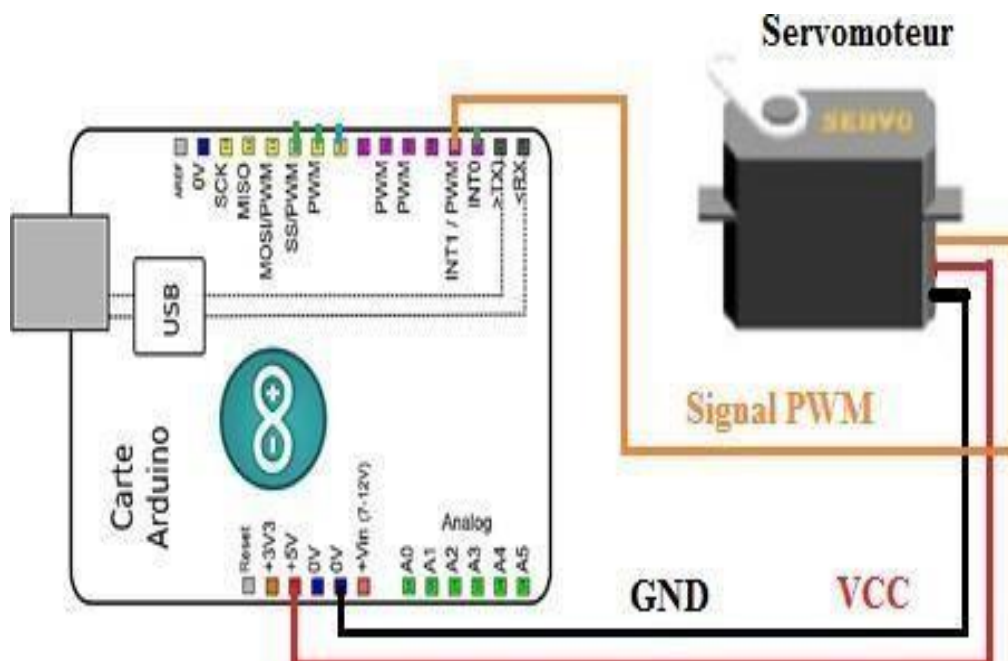 Servomoteur
SERVO
AREF
0V
SCK
MISO
MOSI/PWM
SS/PWM
PWM
PWM
PWM
INT1 / PWM
INT0
≥TX)
≤RX
USB
Carte
Arduino
Signal PWM
Reset
+3V3
+5V
0V
0V
+Vin (7-12V)
Analog
A0
A1
A2
A3
A4
A5
GND
VCC